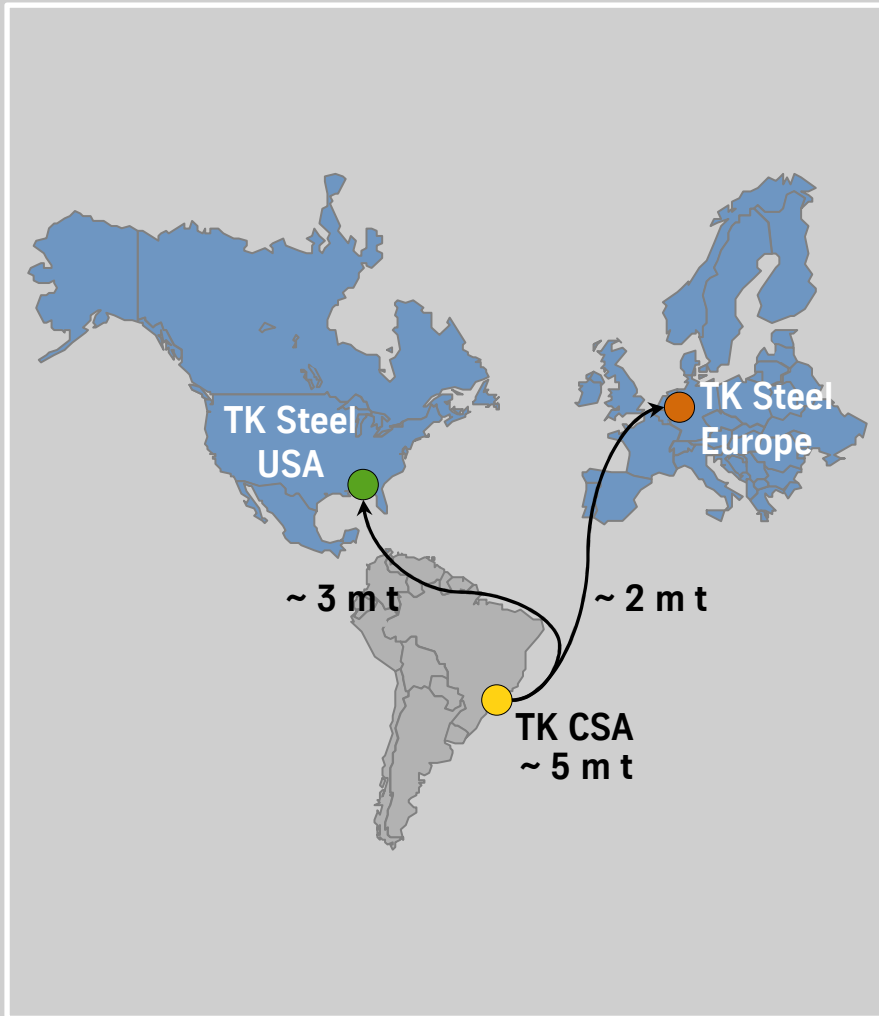 TK Steel
USA
TK Steel
Europe
~ 3 m t
~ 2 m t
TK CSA
~ 5 m t